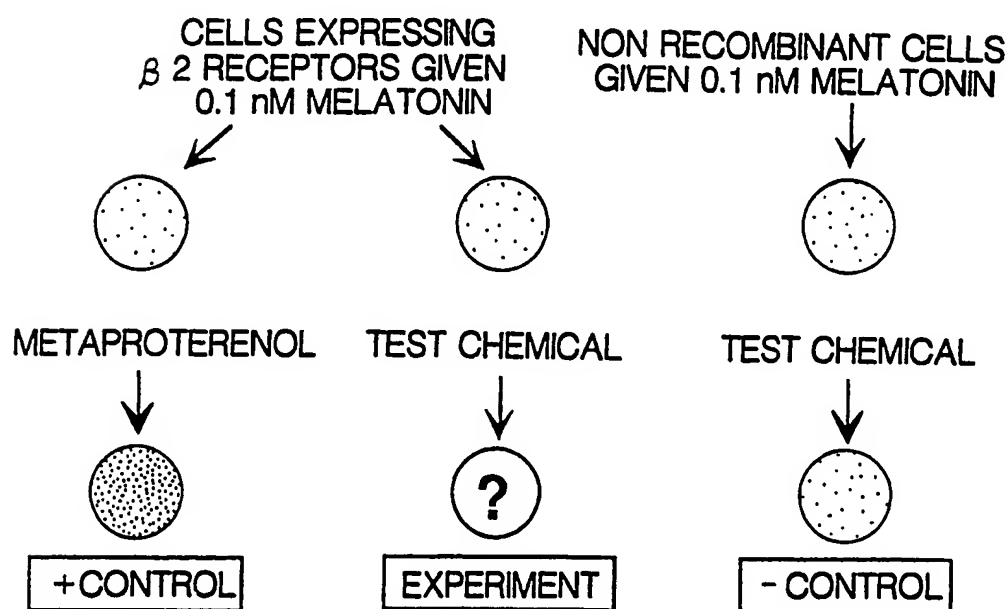 CELLS EXPRESSING
β 2 RECEPTORS GIVEN
0.1 nM MELATONIN
NON RECOMBINANT CELLS
GIVEN 0.1 nM MELATONIN
METAPROTERENOL
TEST CHEMICAL
TEST CHEMICAL
?
+CONTROL
EXPERIMENT
-CONTROL